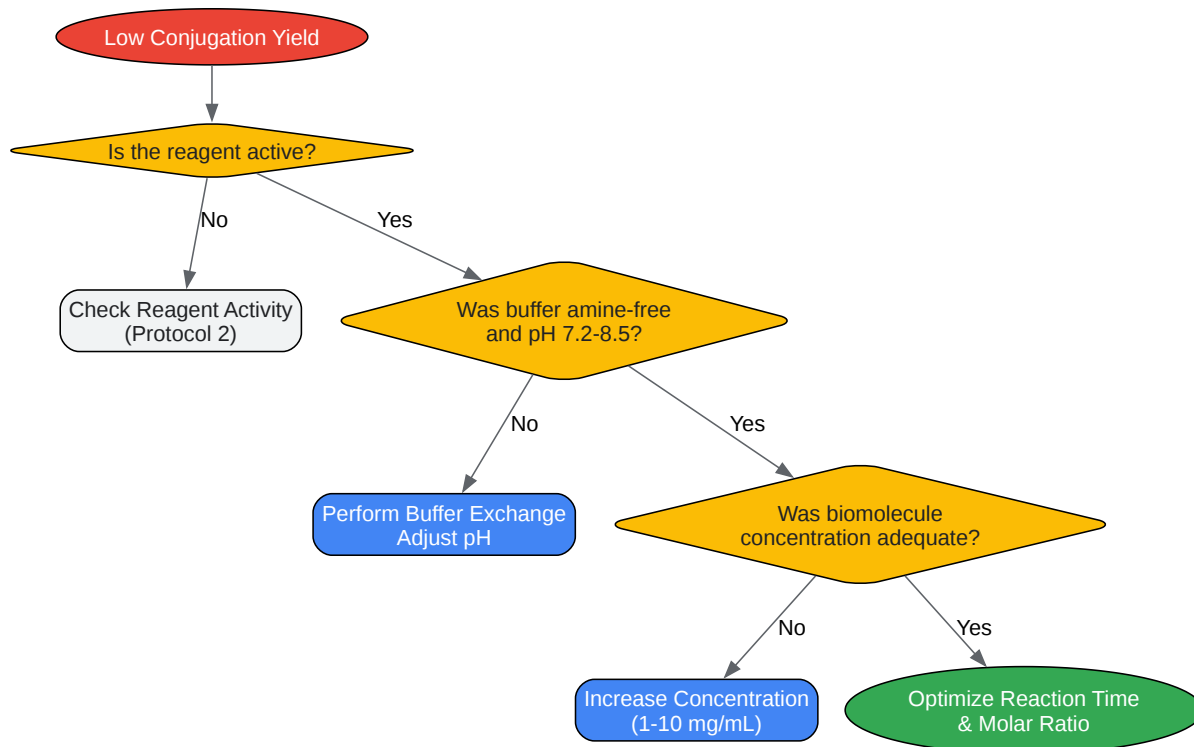 Low Conjugation Yield
Is the reagent active?
No
Yes
Check Reagent Activity
(Protocol 2)
Was buffer amine-free
and pH 7.2-8.5?
No
Yes
Perform Buffer Exchange
Adjust pH
Was biomolecule
concentration adequate?
No
Yes
Increase Concentration
(1-10 mg/mL)
Optimize Reaction Time
& Molar Ratio